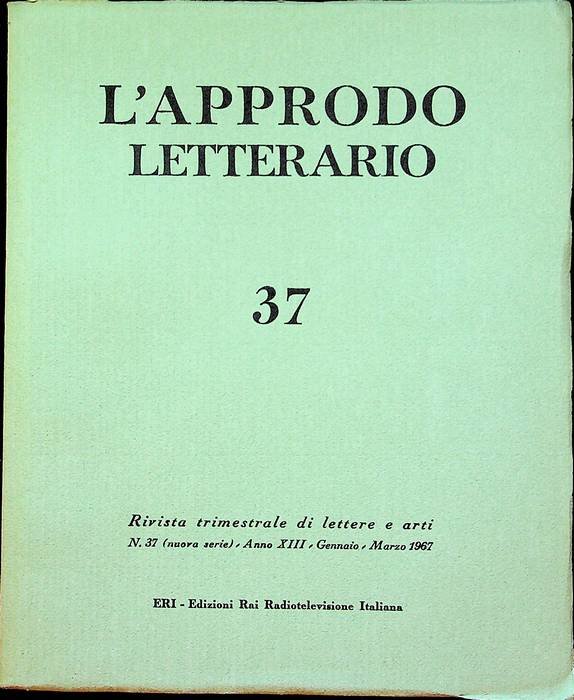 L'APPRODO
LETTERARIO
37
Rivista trimestrale di lettere e arti
N. 37 (nuova serie) - Anno XIII - Gennaio - Marzo 1967
ERI - Edizioni Rai Radiotelevisione Italiana